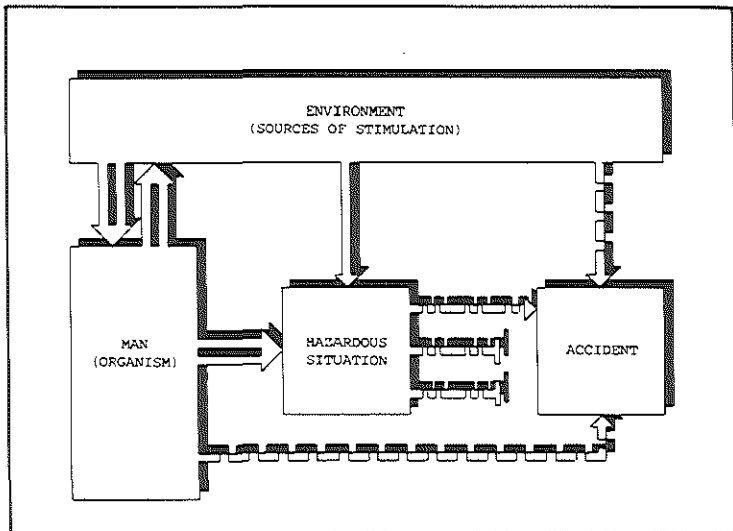 ENVIRONMENT
(SOURCES OF STIMULATION)
MAN
(ORGANISM)
HAZARDOUS
SITUATION
ACCIDENT